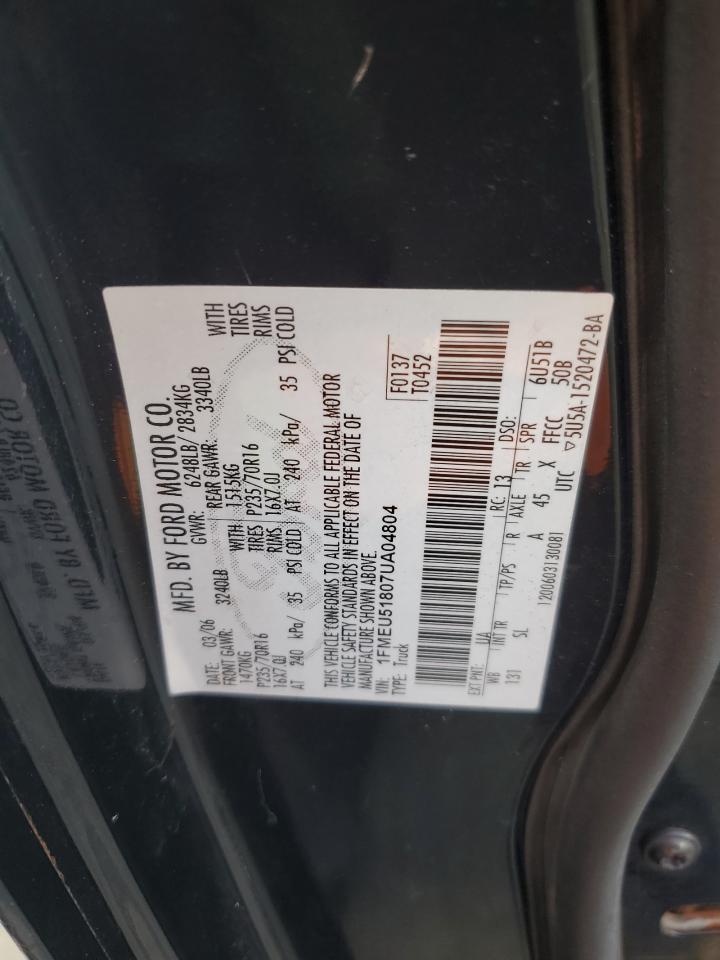 MFD. BY FORD MOTOR CO.
DATE: 03/06 GVWR: 6248LB/ 2834KG
FRONT GAWR: 3240LB REAR GAWR: 3340LB
1470KG WITH 1515KG WITH
P235/70R16 TIRES P235/70R16 TIRES
16X7.0J RIMS 16X7.0J RIMS
AT 240 kPa/ 35 PSI COLD AT 240 kPa/ 35 PSI COLD
THIS VEHICLE CONFORMS TO ALL APPLICABLE FEDERAL MOTOR
VEHICLE SAFETY STANDARDS IN EFFECT ON THE DATE OF
MANUFACTURE SHOWN ABOVE.
VIN: 1FMEU51807UA04804
TYPE: Truck
F0137
T0452
EXT PNT: UA RC: 13 DSO:
WB INT TR TP/PS R AXLE TR SPR 6U51B
131 SL A 45 X FFCC 50B
1200603130081 UTC ▽5U5A-1520472-BA